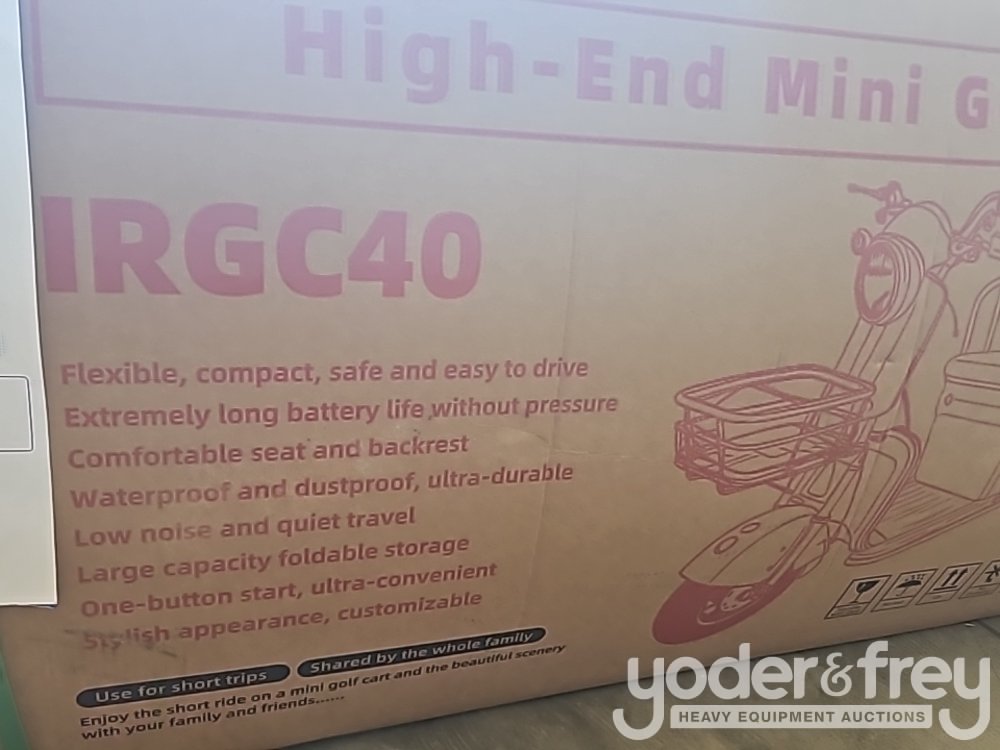 High-End Mini G
IRGC40
Flexible, compact, safe and easy to drive
Extremely long battery life,without pressure
Comfortable seat and backrest
Waterproof and dustproof, ultra-durable
Low noise and quiet travel
Large capacity foldable storage
One-button start, ultra-convenient
Stylish appearance, customizable
Use for short trips Shared by the whole family
Enjoy the short ride on a mini golf cart and the beautiful scenery
with your family and friends......
yoder&frey
HEAVY EQUIPMENT AUCTIONS